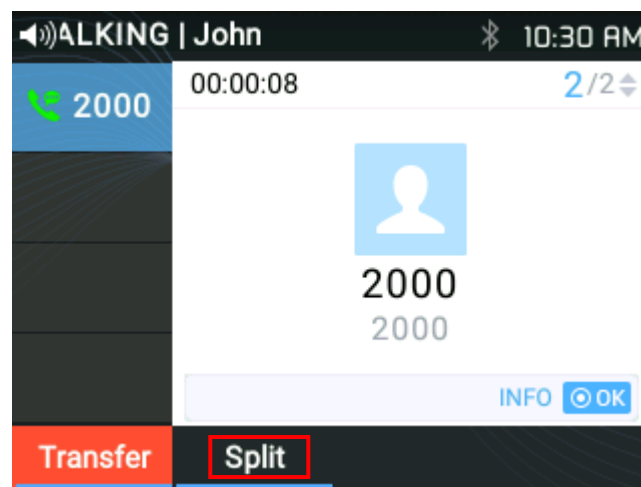 ALKING | John 10:30 AM
2000
00:00:08 2/2
2000
2000
INFO OK
Transfer Split